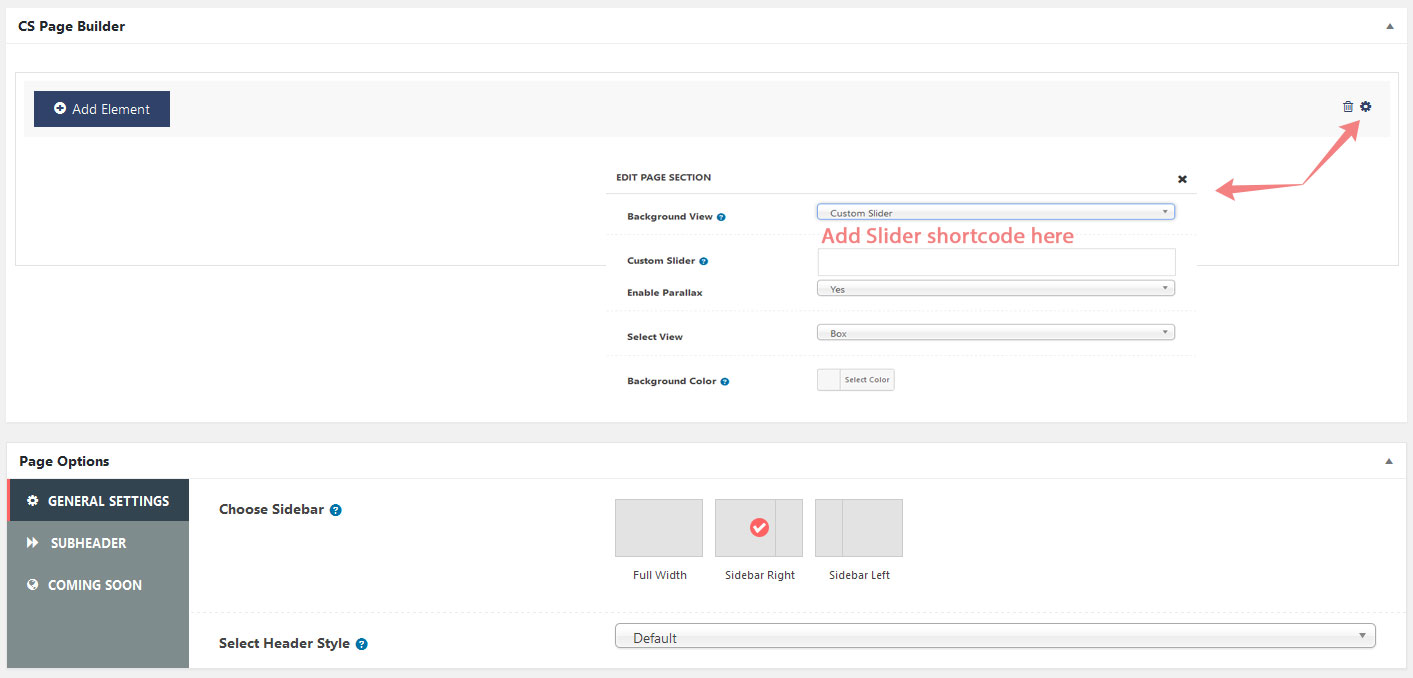 CS Page Builder
Add Element
EDIT PAGE SECTION
Background View
Custom Slider
Add Slider shortcode here
Custom Slider
Enable Parallax
Yes
Select View
Box
Background Color
Select Color
Page Options
GENERAL SETTINGS
SUBHEADER
COMING SOON
Choose Sidebar
Full Width
Sidebar Right
Sidebar Left
Select Header Style
Default